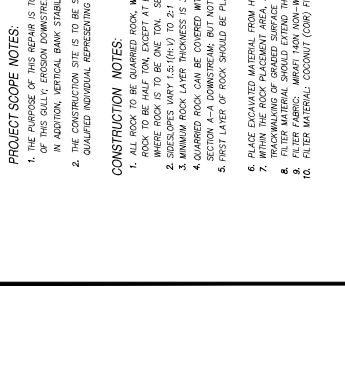 PROJECT SCOPE NOTES:
1. THE PURPOSE OF THIS REPAIR IS TO
OF THIS GULLY; EROSION DOWNSTRE
IN ADDITION, VERTICAL BANK STABIL
2. THE CONSTRUCTION SITE IS TO BE S
QUALIFIED INDIVIDUAL REPRESENTING
CONSTRUCTION NOTES:
1. ALL ROCK TO BE QUARRIED ROCK, W
ROCK TO BE HALF TON, EXCEPT AT
WHERE ROCK IS TO BE ONE TON. SE
2. SIDESLOPES VARY 1.5:1(H:V) TO 2:1
3. MINIMUM ROCK LAYER THICKNESS IS
4. QUARRIED ROCK CAN BE COVERED WIT
SECTION A-A DOWNSTREAM; BUT NOT
5. FIRST LAYER OF ROCK SHOULD BE PL
6. PLACE EXCAVATED MATERIAL FROM H
7. WITHIN THE ROCK PLACEMENT AREA,
TRACKWALKING OF GRADED SURFACE
8. FILTER MATERIAL SHOULD EXTEND TH
9. FILTER FABRIC: MIRAFI 140N NON-W
10. FILTER MATERIAL: COCONUT (COIR) FI